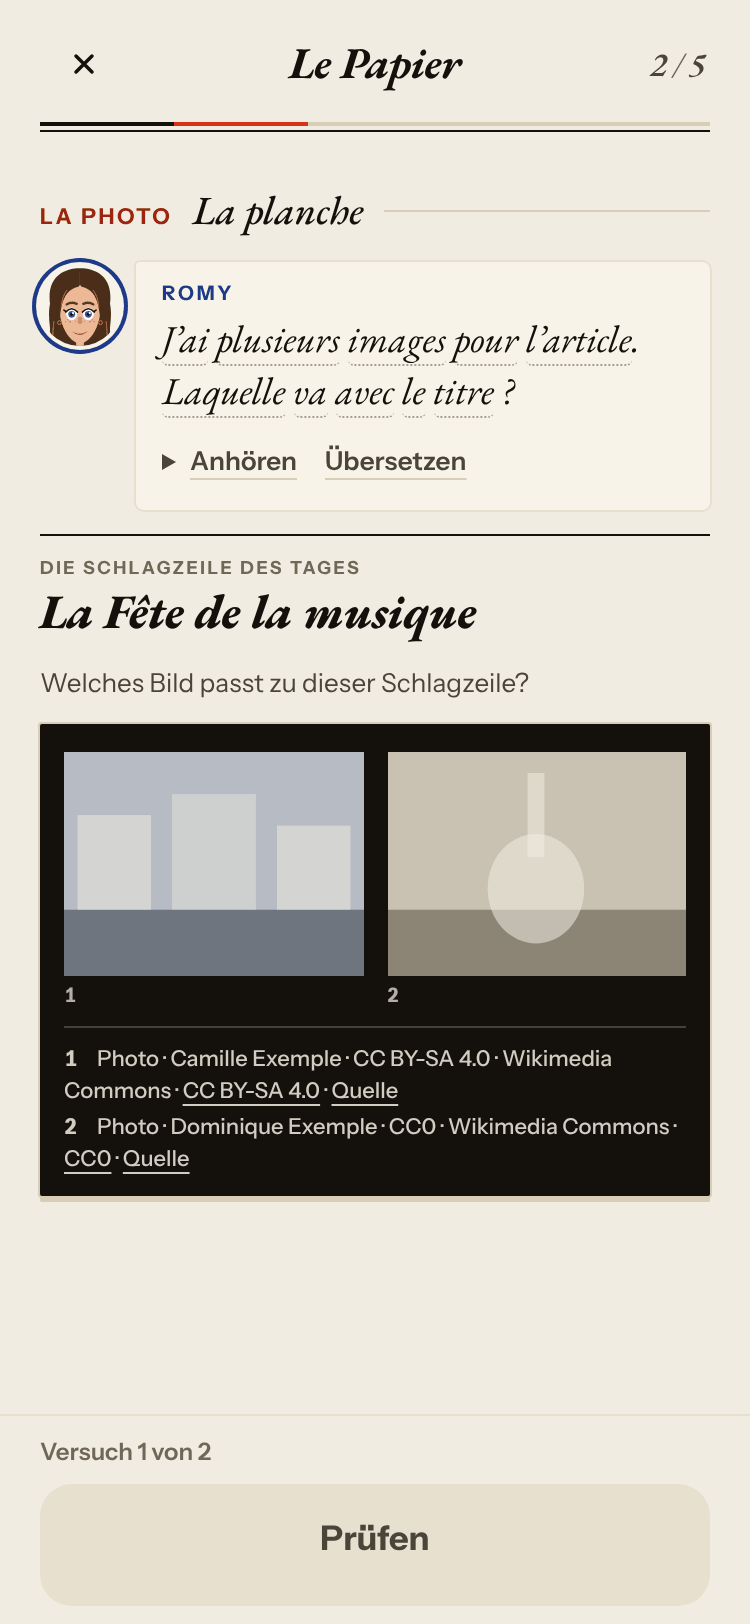 Le Papier
2/5
LA PHOTO La planche
ROMY
J’ai plusieurs images pour l’article.
Laquelle va avec le titre ?
Anhören Übersetzen
DIE SCHLAGZEILE DES TAGES
La Fête de la musique
Welches Bild passt zu dieser Schlagzeile?
1
2
1 Photo · Camille Exemple · CC BY-SA 4.0 · Wikimedia
Commons · CC BY-SA 4.0 · Quelle
2 Photo · Dominique Exemple · CC0 · Wikimedia Commons ·
CC0 · Quelle
Versuch 1 von 2
Prüfen